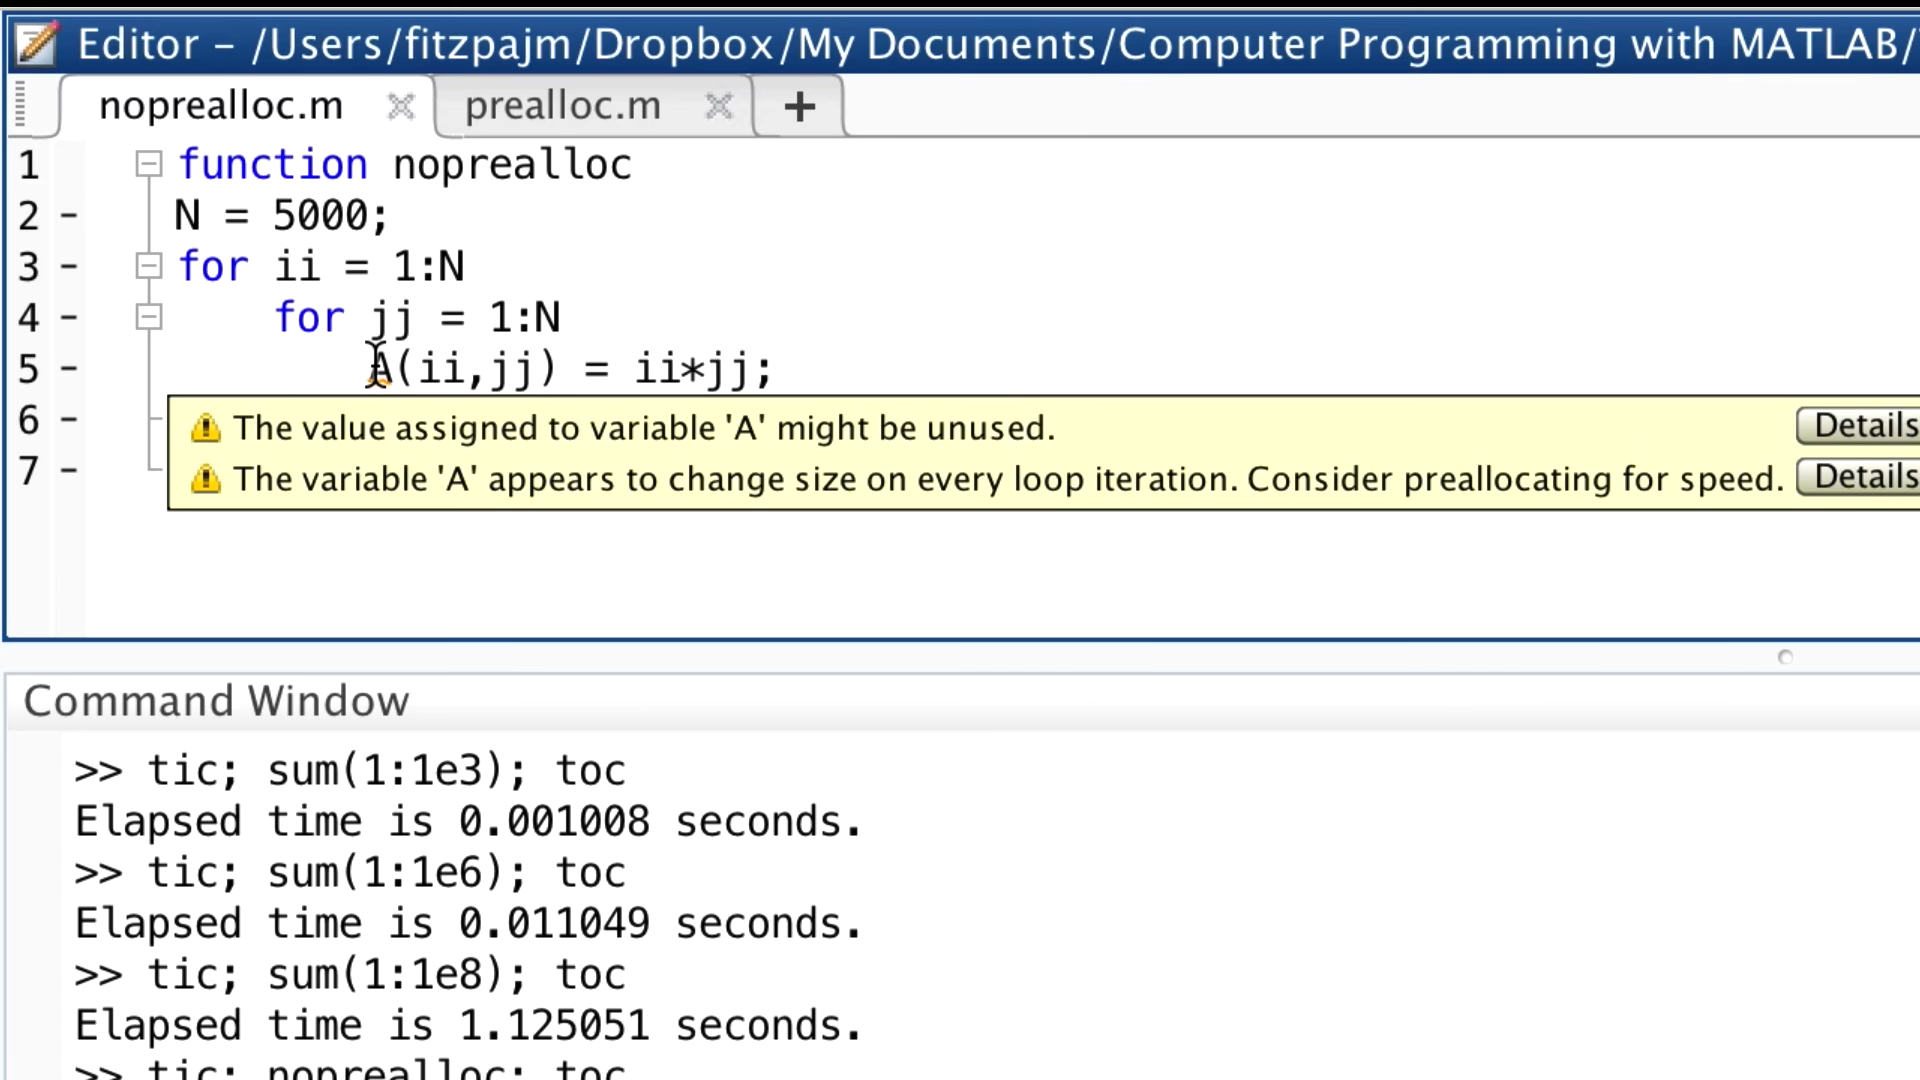 Editor – /Users/fitzpajm/Dropbox/My Documents/Computer Programming with MATLAB/
noprealloc.m prealloc.m +
1 function noprealloc
2 - N = 5000;
3 - for ii = 1:N
4 - for jj = 1:N
5 - A(ii,jj) = ii*jj;
6 - The value assigned to variable 'A' might be unused. Details
7 - The variable 'A' appears to change size on every loop iteration. Consider preallocating for speed. Details
Command Window
>> tic; sum(1:1e3); toc
Elapsed time is 0.001008 seconds.
>> tic; sum(1:1e6); toc
Elapsed time is 0.011049 seconds.
>> tic; sum(1:1e8); toc
Elapsed time is 1.125051 seconds.
>> tic; noprealloc; toc